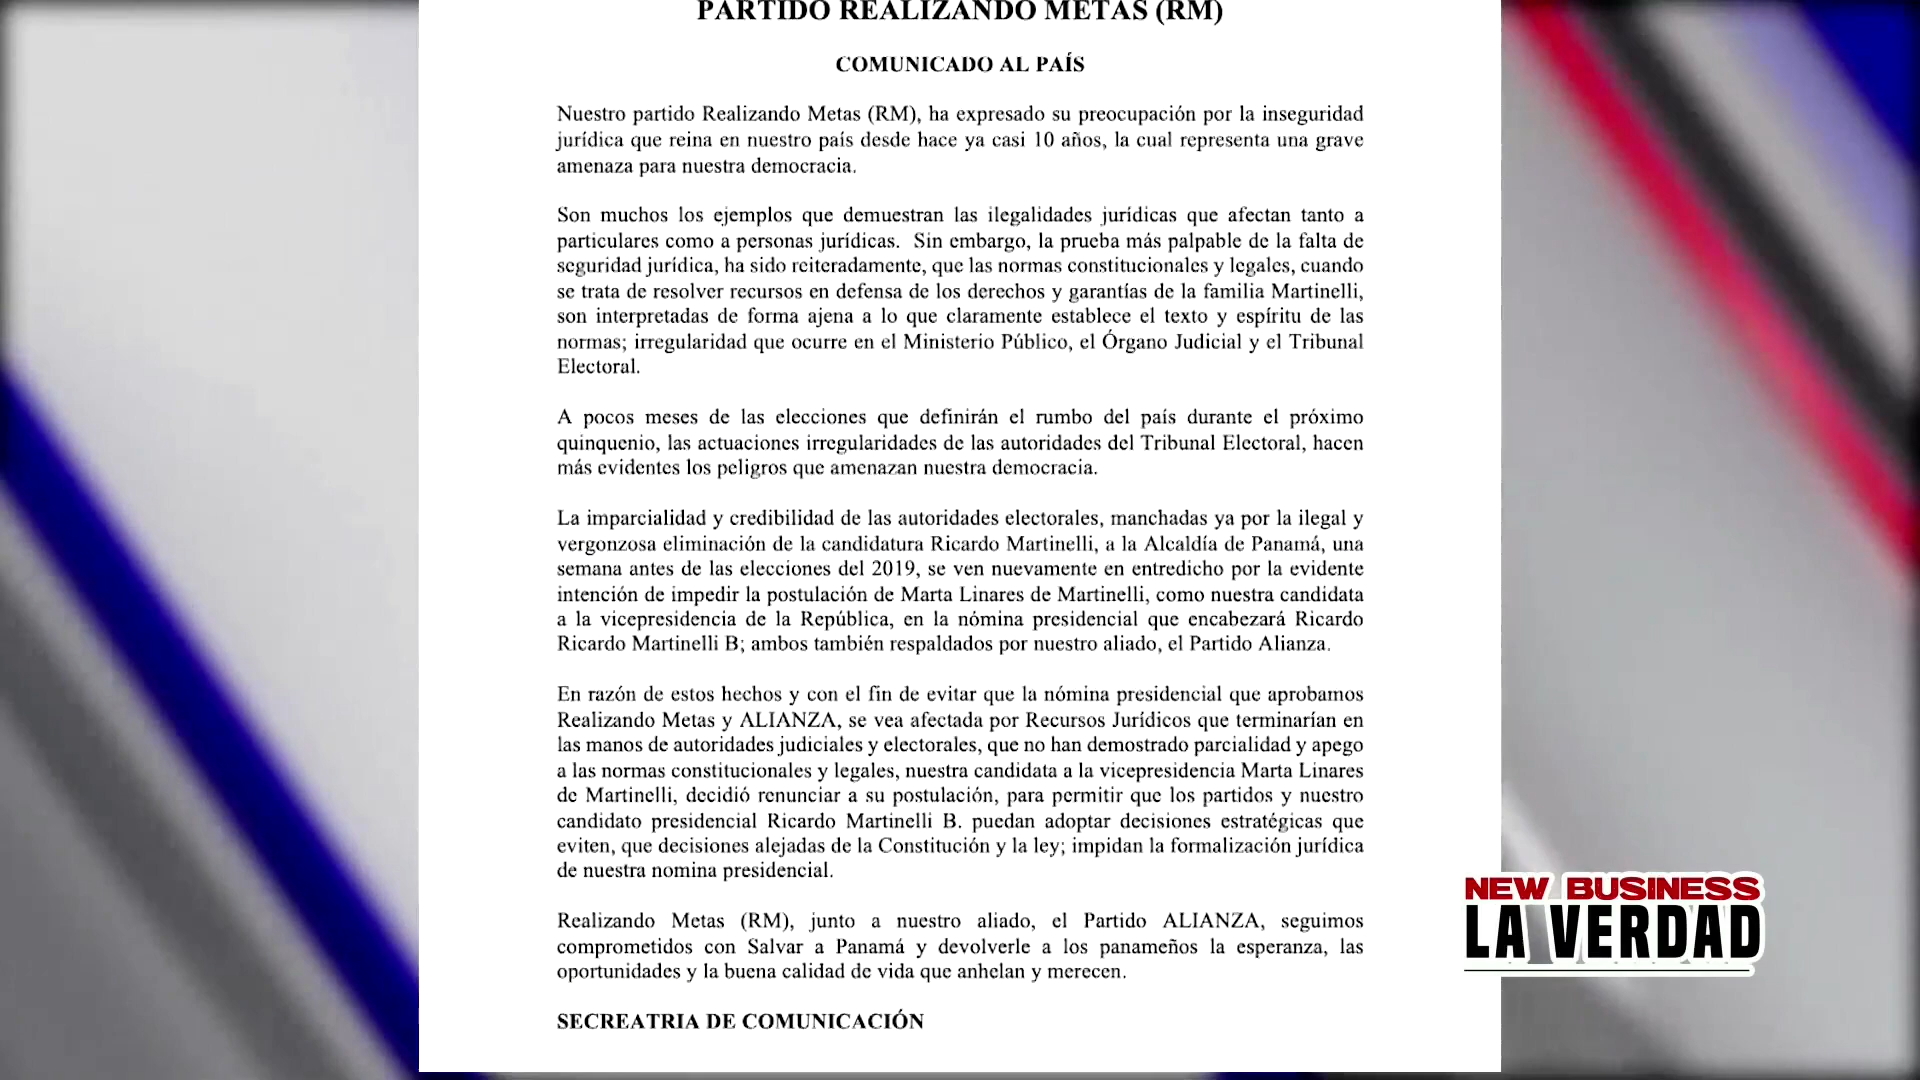 PARTIDO REALIZANDO METAS (RM)
COMUNICADO AL PAÍS
Nuestro partido Realizando Metas (RM), ha expresado su preocupación por la inseguridad
jurídica que reina en nuestro país desde hace ya casi 10 años, la cual representa una grave
amenaza para nuestra democracia.
Son muchos los ejemplos que demuestran las ilegalidades jurídicas que afectan tanto a
particulares como a personas jurídicas. Sin embargo, la prueba más palpable de la falta de
seguridad jurídica, ha sido reiteradamente, que las normas constitucionales y legales, cuando
se trata de resolver recursos en defensa de los derechos y garantías de la familia Martinelli,
son interpretadas de forma ajena a lo que claramente establece el texto y espíritu de las
normas; irregularidad que ocurre en el Ministerio Público, el Órgano Judicial y el Tribunal
Electoral.
A pocos meses de las elecciones que definirán el rumbo del país durante el próximo
quinquenio, las actuaciones irregularidades de las autoridades del Tribunal Electoral, hacen
más evidentes los peligros que amenazan nuestra democracia.
La imparcialidad y credibilidad de las autoridades electorales, manchadas ya por la ilegal y
vergonzosa eliminación de la candidatura Ricardo Martinelli, a la Alcaldía de Panamá, una
semana antes de las elecciones del 2019, se ven nuevamente en entredicho por la evidente
intención de impedir la postulación de Marta Linares de Martinelli, como nuestra candidata
a la vicepresidencia de la República, en la nómina presidencial que encabezará Ricardo
Ricardo Martinelli B; ambos también respaldados por nuestro aliado, el Partido Alianza.
En razón de estos hechos y con el fin de evitar que la nómina presidencial que aprobamos
Realizando Metas y ALIANZA, se vea afectada por Recursos Jurídicos que terminarían en
las manos de autoridades judiciales y electorales, que no han demostrado parcialidad y apego
a las normas constitucionales y legales, nuestra candidata a la vicepresidencia Marta Linares
de Martinelli, decidió renunciar a su postulación, para permitir que los partidos y nuestro
candidato presidencial Ricardo Martinelli B. puedan adoptar decisiones estratégicas que
eviten, que decisiones alejadas de la Constitución y la ley; impidan la formalización jurídica
de nuestra nomina presidencial.
Realizando Metas (RM), junto a nuestro aliado, el Partido ALIANZA, seguimos
comprometidos con Salvar a Panamá y devolverle a los panameños la esperanza, las
oportunidades y la buena calidad de vida que anhelan y merecen.
SECREATRIA DE COMUNICACIÓN
NEW BUSINESS
LA VERDAD